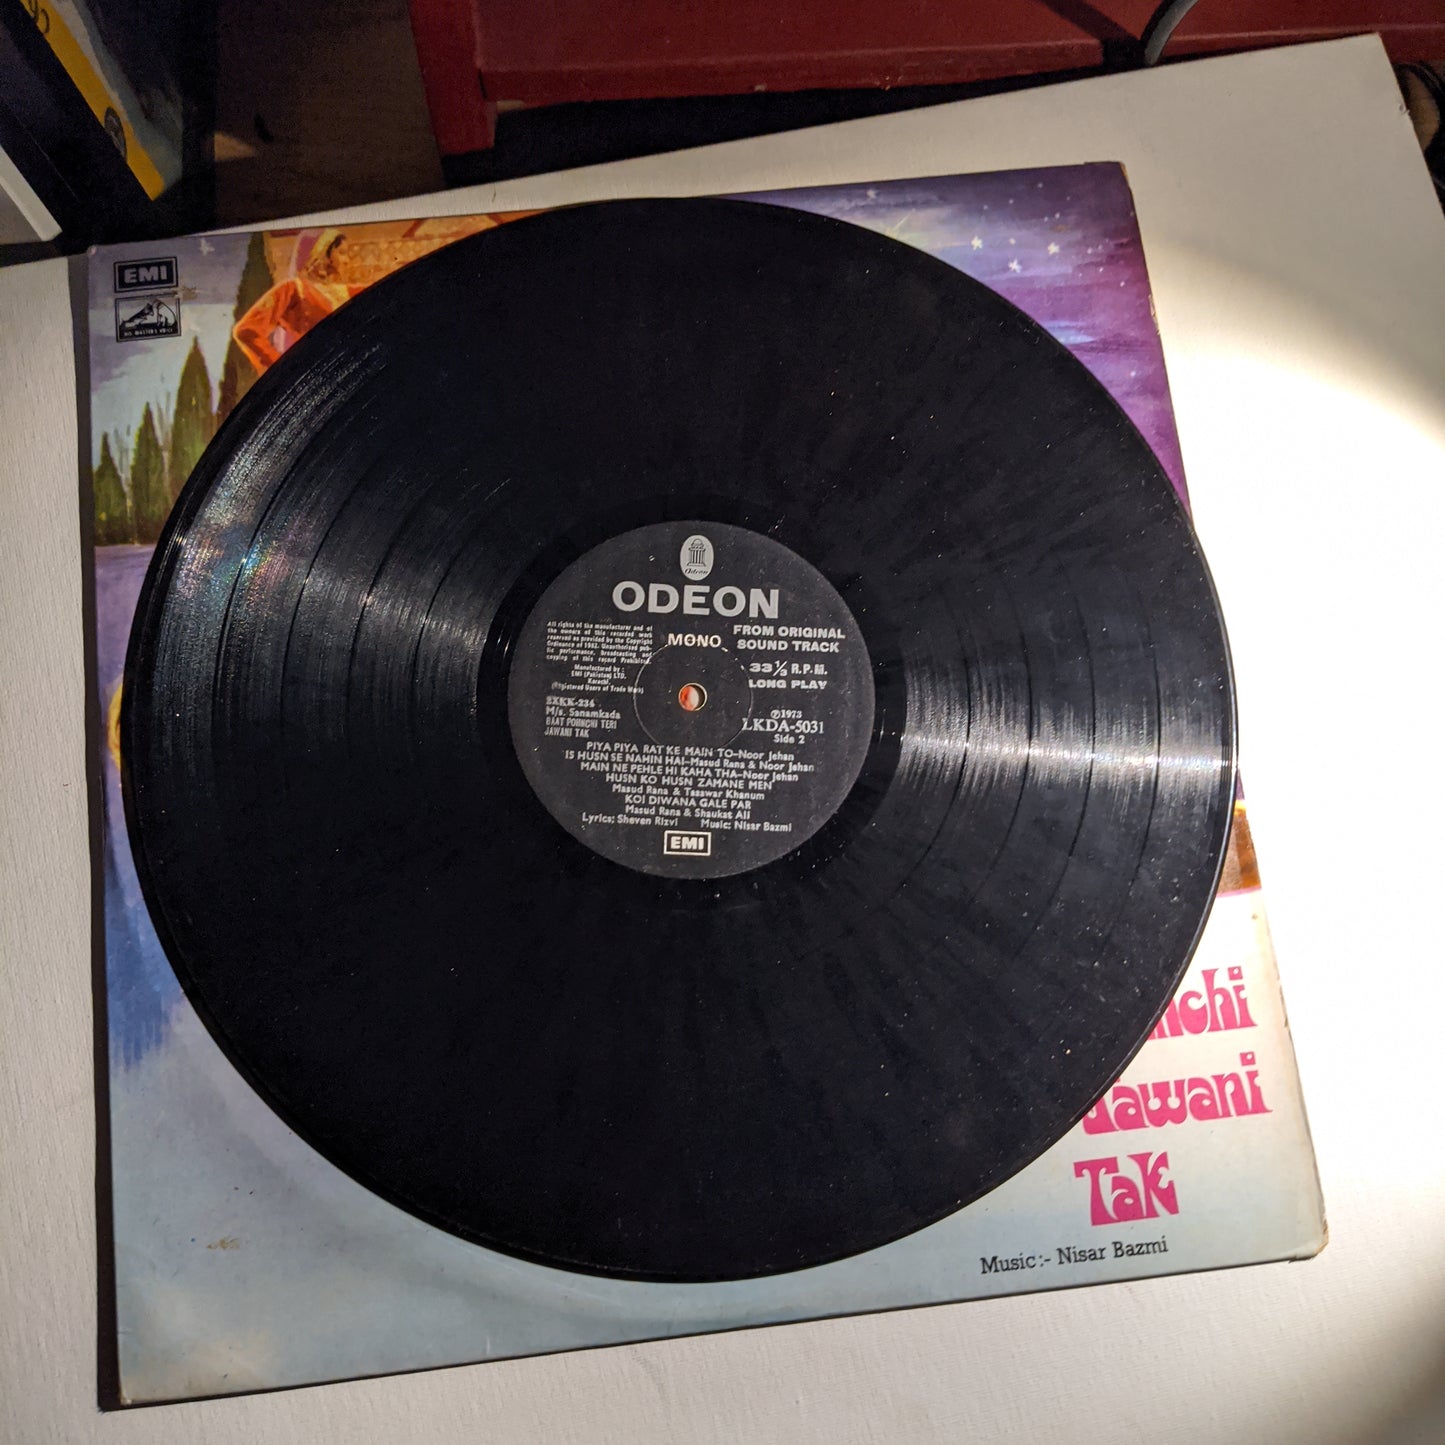 EMI
HIS MASTER'S VOICE
Odeon
ODEON
All rights of the manufacturer and of
the owners of this recorded work
reserved as provided by the Copyright
Ordinance of 1962. Unauthorised pub-
lic performance, broadcasting and
copying of this record Prohibited.
Manufactured by :
EMI (Pakistan) LTD.
Karachi.
(Registered Users of Trade Mark)
MONO
FROM ORIGINAL
SOUND TRACK
33 1/3 R.P.M.
LONG PLAY
2XKK-236
M/s. Sanamkada
BAAT POHNCHI TERI
JAWANI TAK
℗1973
LKDA-5031
Side 2
PIYA PIYA RAT KE MAIN TO-Noor Jehan
IS HUSN SE NAHIN HAI-Masud Rana & Noor Jehan
MAIN NE PEHLE HI KAHA THA-Noor Jehan
HUSN KO HUSN ZAMANE MEN
Masud Rana & Tasawar Khanum
KOI DIWANA GALE PAR
Masud Rana & Shaukat Ali
Lyrics: Sheven Rizvi Music: Nisar Bazmi
EMI
nchi
Jawani
Tak
Music:- Nisar Bazmi